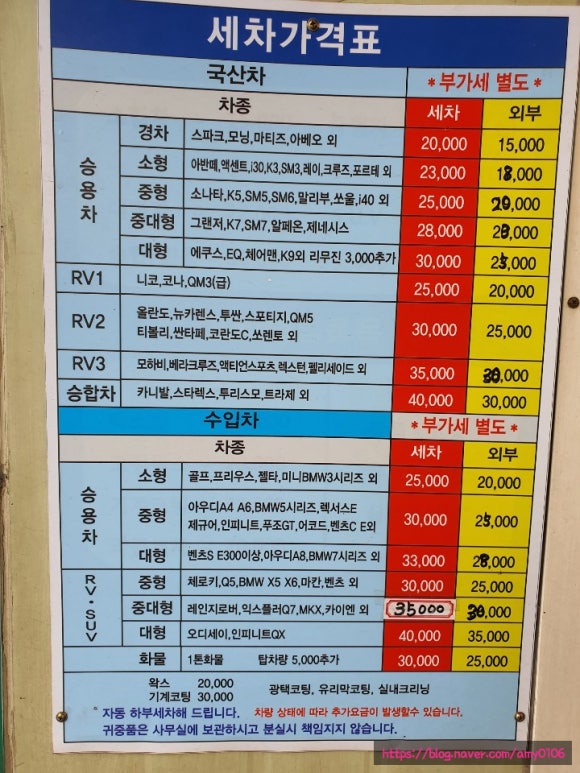 세차가격표
국산차 *부가세 별도*
차종 세차 외부
승용차 경차 스파크,모닝,마티즈,아베오 외 20,000 15,000
소형 아반떼,액센트,i30,K3,SM3,레이,크루즈,포르테 외 23,000 18,000
중형 소나타,K5,SM5,SM6,말리부,쏘울,i40 외 25,000 20,000
중대형 그랜저,K7,SM7,알페온,제네시스 28,000 23,000
대형 에쿠스,EQ,체어맨,K9외 리무진 3,000추가 30,000 25,000
RV1 니코,코나,QM3(급) 25,000 20,000
RV2 올란도,뉴카렌스,투싼,스포티지,QM5
티볼리,싼타페,코란도C,쏘렌토 외 30,000 25,000
RV3 모하비,베라크루즈,액티언스포츠,렉스턴,펠리세이드 외 35,000 30,000
승합차 카니발,스타렉스,투리스모,트라제 외 40,000 30,000
수입차 *부가세 별도*
차종 세차 외부
승용차 소형 골프,프리우스,젤타,미니BMW3시리즈 외 25,000 20,000
중형 아우디A4 A6,BMW5시리즈,렉서스E
제규어,인피니트,푸조GT,어코드,벤츠C E외 30,000 25,000
대형 벤츠S E300이상,아우디A8,BMW7시리즈 외 33,000 28,000
RV·SUV 중형 체로키,Q5,BMW X5 X6,마칸,벤츠 외 30,000 25,000
중대형 레인지로버,익스플러Q7,MKX,카이엔 외 35000 30,000
대형 오디세이,인피니트QX 40,000 35,000
화물 1톤화물 탑차량 5,000추가 30,000 25,000
왁스 20,000
기계코팅 30,000 광택코팅, 유리막코팅, 실내크리닝
자동 하부세차해 드립니다. 차량 상태에 따라 추가요금이 발생할수 있습니다.
귀중품은 사무실에 보관하시고 분실시 책임지지 않습니다.
https://blog.naver.com/amy0106